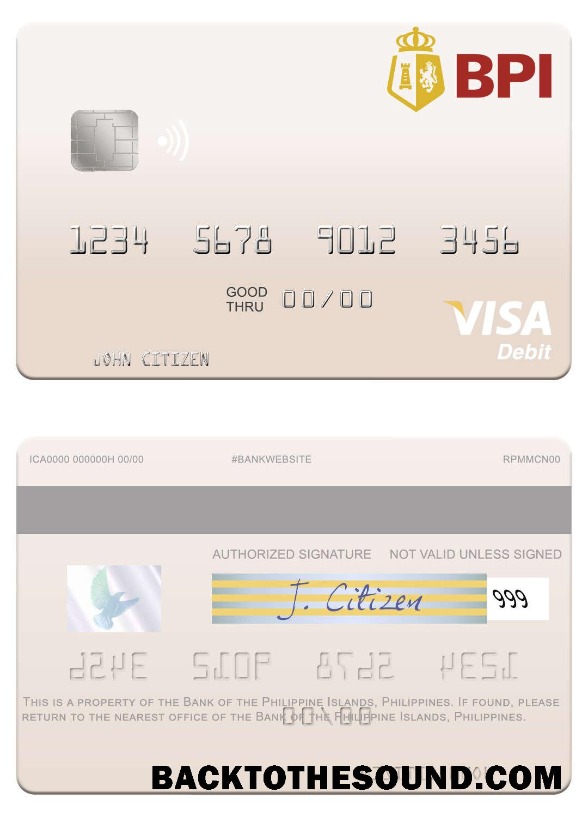 BPI
1234 5678 9012 3456
GOOD THRU 00/00
VISA
Debit
JOHN CITIZEN
ICA0000 000000H 00/00 #BANKWEBSITE RPMMCN00
AUTHORIZED SIGNATURE NOT VALID UNLESS SIGNED
J. Citizen 999
THIS IS A PROPERTY OF THE BANK OF THE PHILIPPINE ISLANDS, PHILIPPINES. IF FOUND, PLEASE
RETURN TO THE NEAREST OFFICE OF THE BANK OF THE PHILIPPINE ISLANDS, PHILIPPINES.
BACKTOTHESOUND.COM